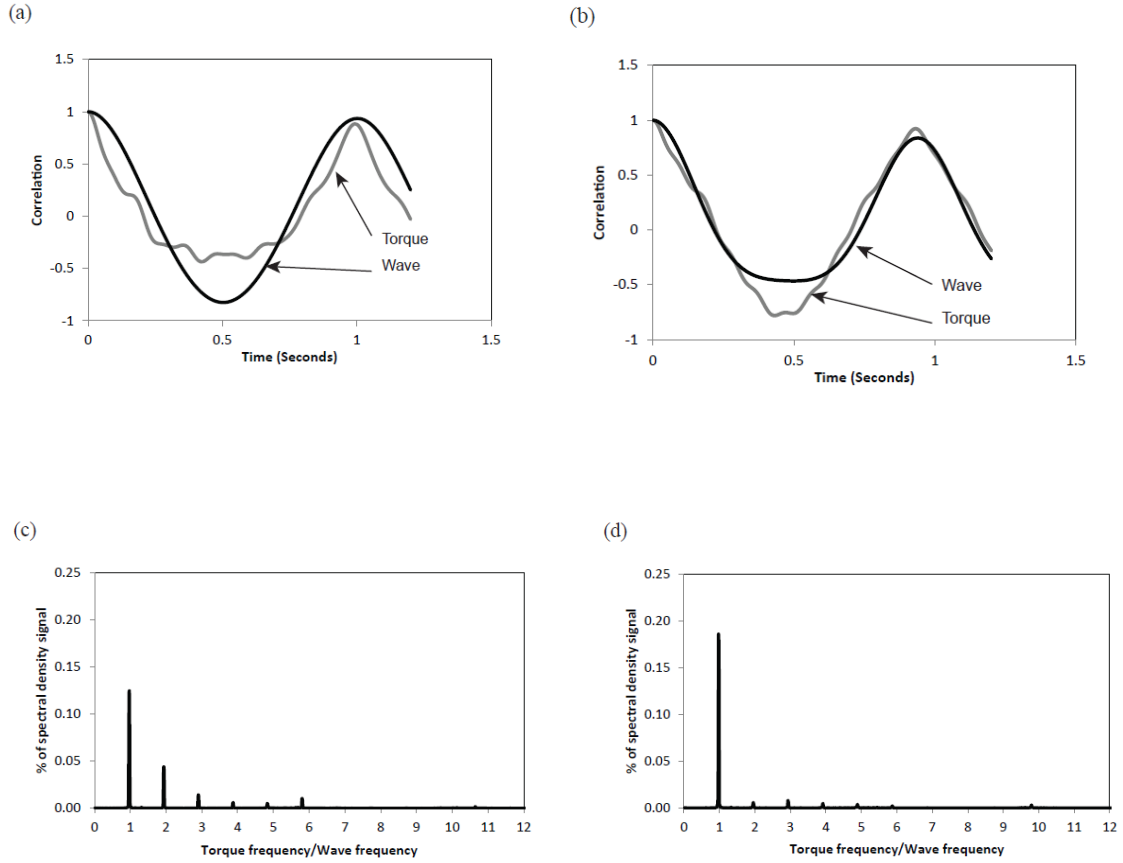 (a)
1.5
1
0.5
0
-0.5
-1
Correlation
0 0.5 1 1.5
Time (Seconds)
Torque
Wave
(b)
1.5
1
0.5
0
-0.5
-1
Correlation
0 0.5 1 1.5
Time (Seconds)
Wave
Torque
(c)
0.25
0.20
0.15
0.10
0.05
0.00
% of spectral density signal
0 1 2 3 4 5 6 7 8 9 10 11 12
Torque frequency/Wave frequency
(d)
0.25
0.20
0.15
0.10
0.05
0.00
% of spectral density signal
0 1 2 3 4 5 6 7 8 9 10 11 12
Torque frequency/Wave frequency